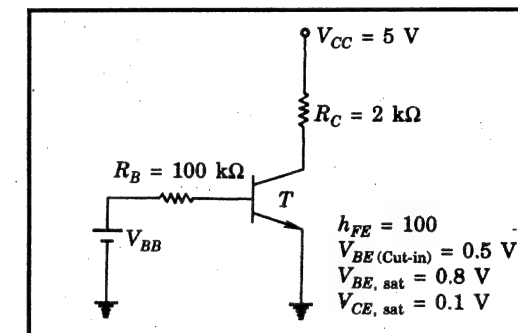 V_CC = 5 V
R_C = 2 kΩ
R_B = 100 kΩ
T
V_BB
h_FE = 100
V_BE (Cut-in) = 0.5 V
V_BE, sat = 0.8 V
V_CE, sat = 0.1 V